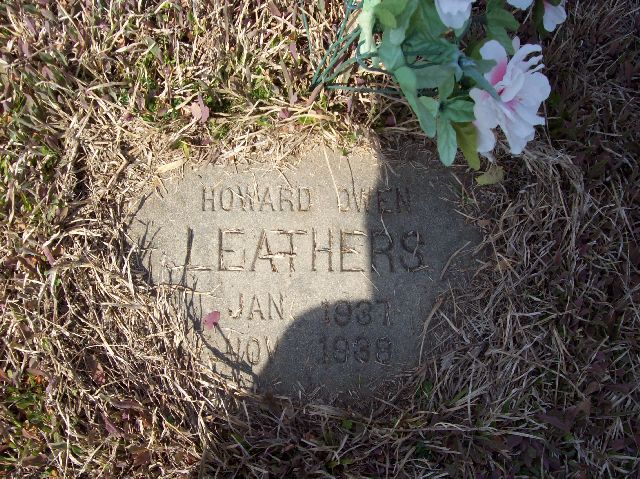 HOWARD OWEN
LEATHERS
JAN 1937
NOV 1938